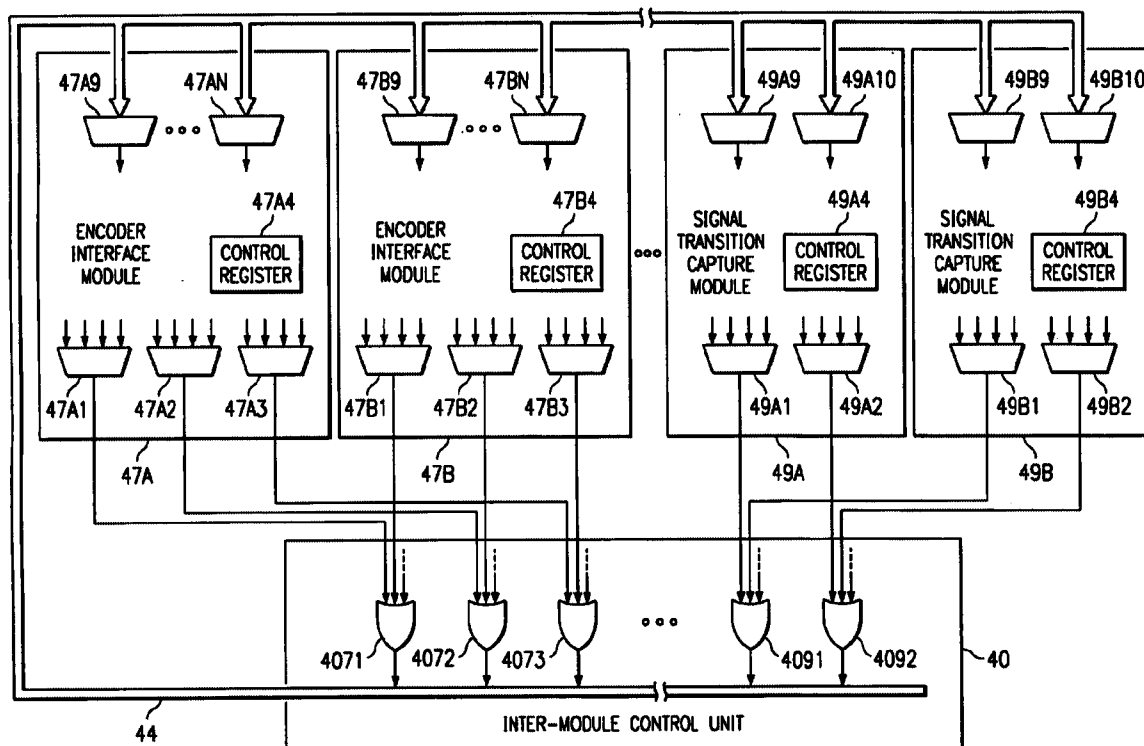 47A9
47AN
47B9
47BN
49A9
49A10
49B9
49B10
ENCODER
INTERFACE
MODULE
47A4
CONTROL
REGISTER
ENCODER
INTERFACE
MODULE
47B4
CONTROL
REGISTER
SIGNAL
TRANSITION
CAPTURE
MODULE
49A4
CONTROL
REGISTER
SIGNAL
TRANSITION
CAPTURE
MODULE
49B4
CONTROL
REGISTER
47A1
47A2
47A3
47B1
47B2
47B3
49A1
49A2
49B1
49B2
47A
47B
49A
49B
4071
4072
4073
4091
4092
40
44
INTER-MODULE CONTROL UNIT